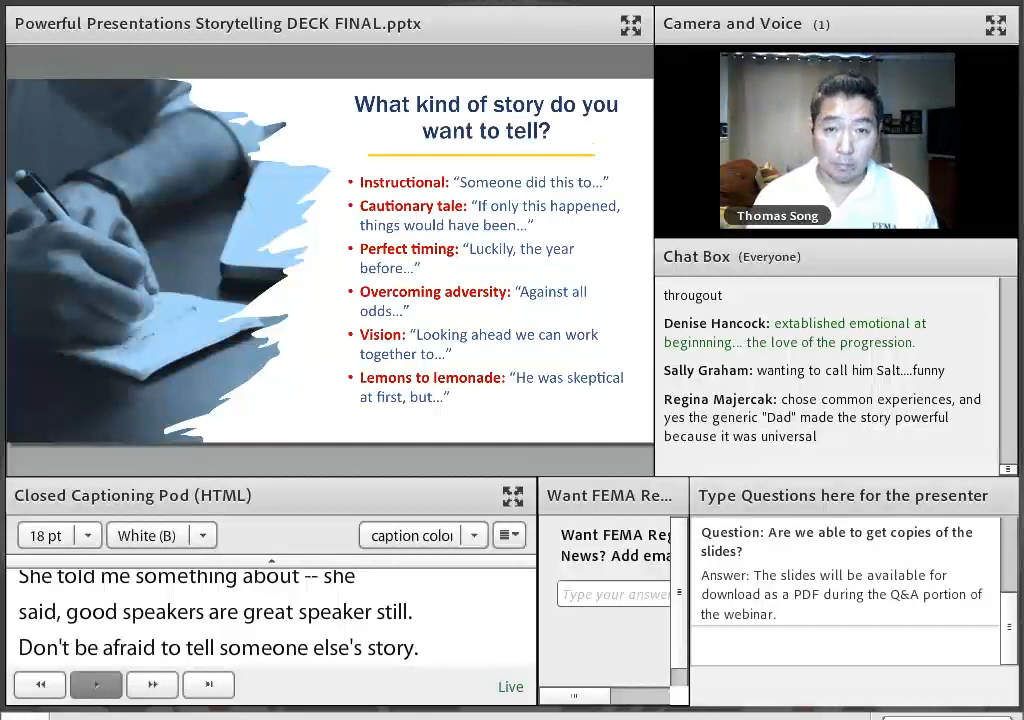 Powerful Presentations Storytelling DECK FINAL.pptx
What kind of story do you
want to tell?
• Instructional: “Someone did this to...”
• Cautionary tale: “If only this happened,
things would have been...”
• Perfect timing: “Luckily, the year
before...”
• Overcoming adversity: “Against all
odds...”
• Vision: “Looking ahead we can work
together to...”
• Lemons to lemonade: “He was skeptical
at first, but...”
Camera and Voice (1)
FEMA
Thomas Song
Chat Box (Everyone)
througout
Denise Hancock: extablished emotional at
beginnning... the love of the progression.
Sally Graham: wanting to call him Salt....funny
Regina Majercak: chose common experiences, and
yes the generic "Dad" made the story powerful
because it was universal
Closed Captioning Pod (HTML)
18 pt
White (B)
caption color
She told me something about -- she
said, good speakers are great speaker still.
Don't be afraid to tell someone else's story.
Live
Want FEMA Re...
Want FEMA Reg
News? Add ema
Type your answer
Type Questions here for the presenter
Question: Are we able to get copies of the
slides?
Answer: The slides will be available for
download as a PDF during the Q&A portion of
the webinar.